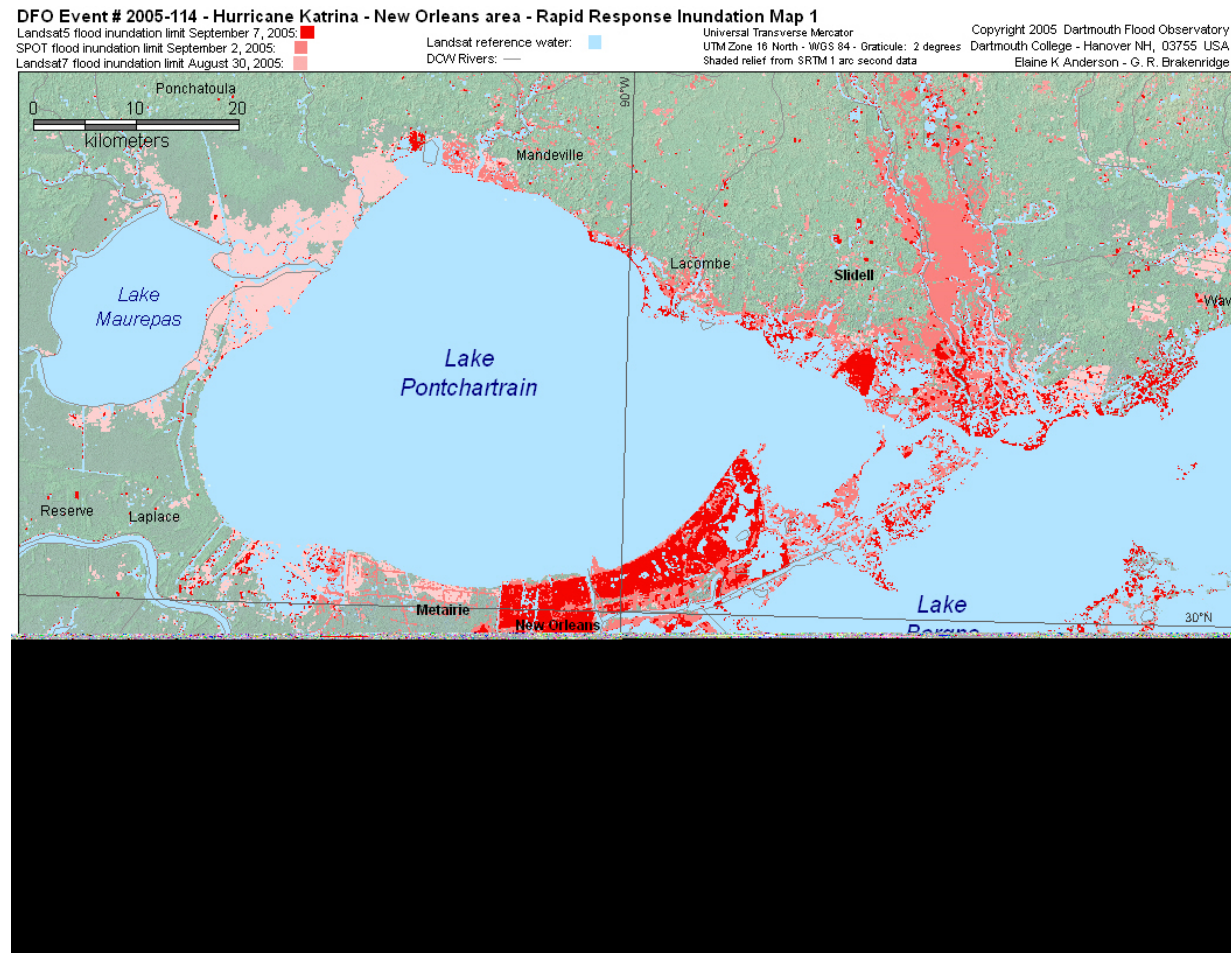 DFO Event # 2005-114 - Hurricane Katrina - New Orleans area - Rapid Response Inundation Map 1
Landsat5 flood inundation limit September 7, 2005:
SPOT flood inundation limit September 2, 2005:
Landsat7 flood inundation limit August 30, 2005:
Landsat reference water:
DCW Rivers:
Universal Transverse Mercator
UTM Zone 16 North - WGS 84 - Graticule: 2 degrees
Shaded relief from SRTM 1 arc second data
Copyright 2005 Dartmouth Flood Observatory
Dartmouth College - Hanover NH, 03755 USA
Elaine K Anderson - G. R. Brakenridge
Ponchatoula
0 10 20
kilometers
90°W
Mandeville
Lacombe
Slidell
Wav
Lake
Maurepas
Lake
Pontchartrain
Reserve
Laplace
Metairie
New Orleans
Lake
30°N